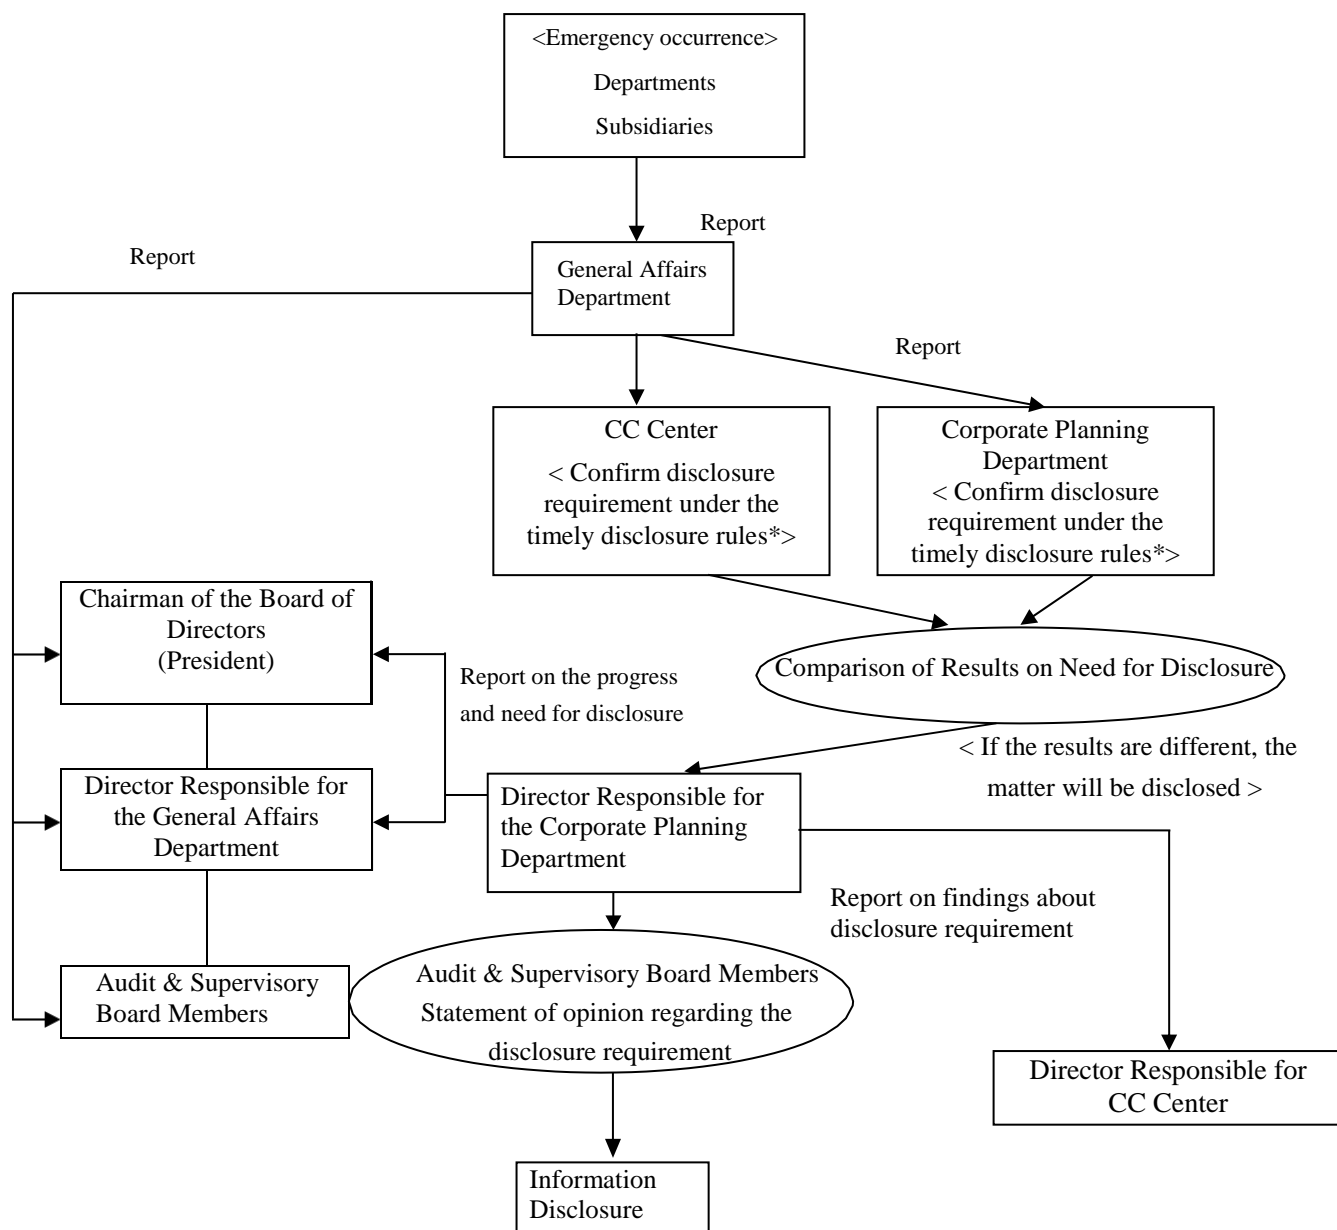 <Emergency occurrence>
Departments
Subsidiaries
Report
Report
General Affairs
Department
Report
CC Center
< Confirm disclosure
requirement under the
timely disclosure rules*>
Corporate Planning
Department
< Confirm disclosure
requirement under the
timely disclosure rules*>
Chairman of the Board of
Directors
(President)
Report on the progress
and need for disclosure
Comparison of Results on Need for Disclosure
< If the results are different, the
matter will be disclosed >
Director Responsible for
the General Affairs
Department
Director Responsible for
the Corporate Planning
Department
Report on findings about
disclosure requirement
Audit & Supervisory
Board Members
Audit & Supervisory Board Members
Statement of opinion regarding the
disclosure requirement
Director Responsible for
CC Center
Information
Disclosure